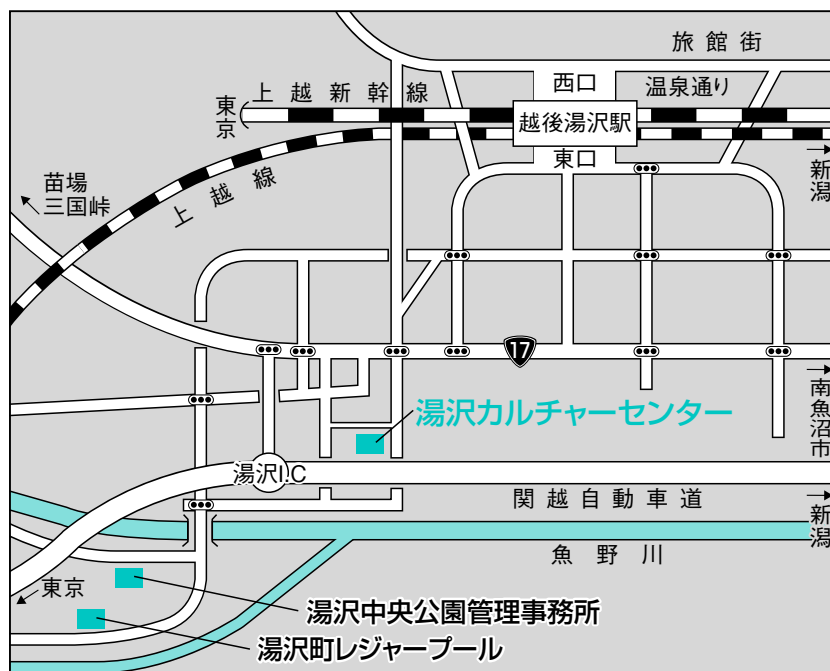 旅館街
西口
温泉通り
上越新幹線
東京
越後湯沢駅
東口
新潟
苗場
三国峠
上越線
17
南魚沼市
湯沢カルチャーセンター
湯沢I.C
関越自動車道
新潟
魚野川
東京
湯沢中央公園管理事務所
湯沢町レジャープール